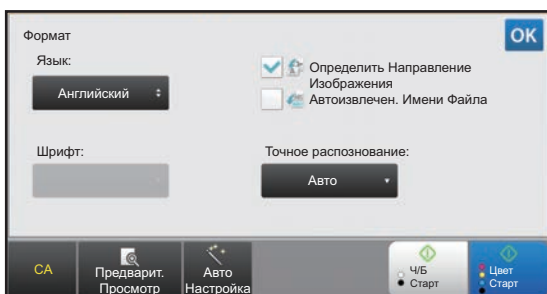 Формат
OK
Язык:
Английский
Определить Направление
Изображения
Автоизвлечен. Имени Файла
Шрифт:
Точное распознование:
Авто
CA
Предварит.
Просмотр
Авто
Настройка
Ч/Б
Старт
Цвет
Старт